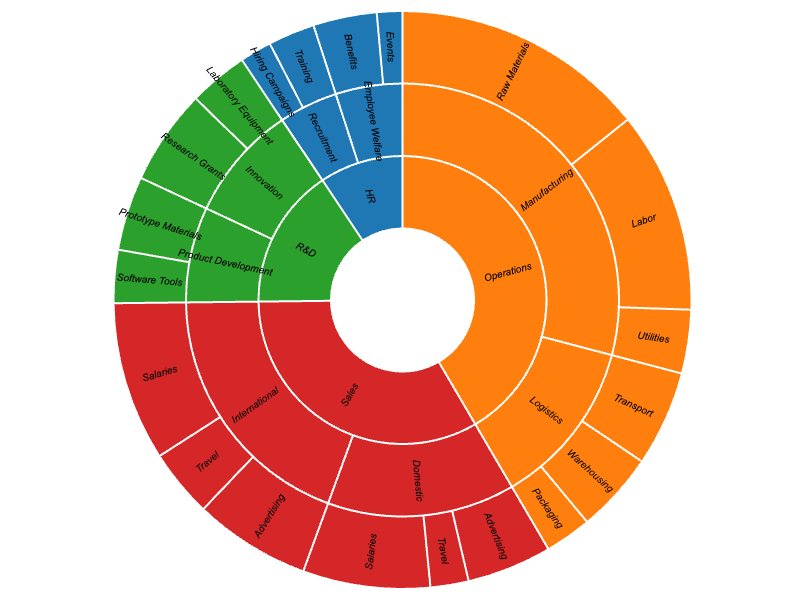 Events
Benefits
Training
Hiring Campaigns
Employee Welfare
Recruitment
HR
Laboratory Equipment
Research Grants
Innovation
Prototype Materials
Software Tools
Product Development
R&D
Raw Materials
Labor
Utilities
Manufacturing
Operations
Transport
Warehousing
Packaging
Logistics
Sales
International
Salaries
Travel
Advertising
Domestic
Salaries
Travel
Advertising